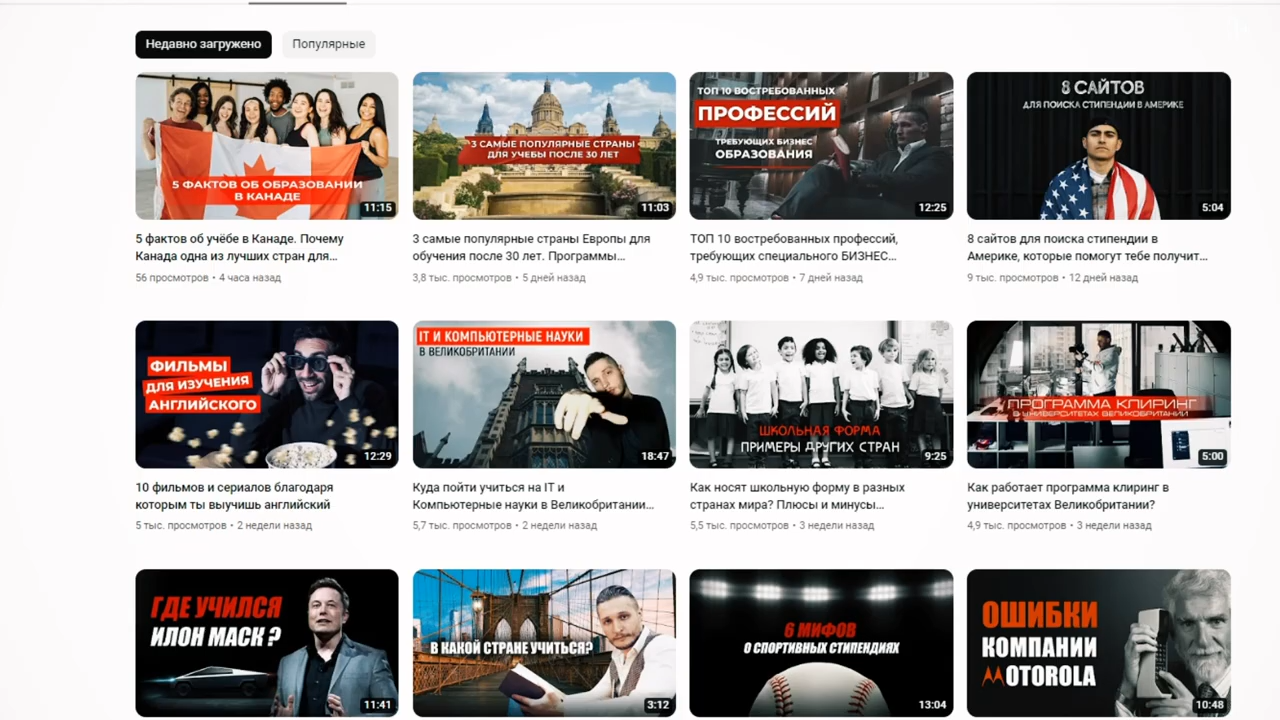 Недавно загружено
Популярные
5 ФАКТОВ ОБ ОБРАЗОВАНИИ
В КАНАДЕ
11:15
3 САМЫЕ ПОПУЛЯРНЫЕ СТРАНЫ
ДЛЯ УЧЕБЫ ПОСЛЕ 30 ЛЕТ
11:03
ТОП 10 ВОСТРЕБОВАННЫХ
ПРОФЕССИЙ
ТРЕБУЮЩИХ БИЗНЕС
ОБРАЗОВАНИЯ
12:25
8 САЙТОВ
ДЛЯ ПОИСКА СТИПЕНДИИ В АМЕРИКЕ
5:04
5 фактов об учёбе в Канаде. Почему
Канада одна из лучших стран для...
56 просмотров • 4 часа назад
3 самые популярные страны Европы для
обучения после 30 лет. Программы...
3,8 тыс. просмотров • 5 дней назад
ТОП 10 востребованных профессий,
требующих специального БИЗНЕС...
4,9 тыс. просмотров • 7 дней назад
8 сайтов для поиска стипендии в
Америке, которые помогут тебе получит...
9 тыс. просмотров • 12 дней назад
ФИЛЬМЫ
ДЛЯ ИЗУЧЕНИЯ
АНГЛИЙСКОГО
12:29
IT И КОМПЬЮТЕРНЫЕ НАУКИ
В ВЕЛИКОБРИТАНИИ
18:47
ШКОЛЬНАЯ ФОРМА
ПРИМЕРЫ ДРУГИХ СТРАН
9:25
ПРОГРАММА КЛИРИНГ
В УНИВЕРСИТЕТАХ ВЕЛИКОБРИТАНИИ
5:00
10 фильмов и сериалов благодаря
которым ты выучишь английский
5 тыс. просмотров • 2 недели назад
Куда пойти учиться на IT и
Компьютерные науки в Великобритании...
5,7 тыс. просмотров • 2 недели назад
Как носят школьную форму в разных
странах мира? Плюсы и минусы...
5,5 тыс. просмотров • 3 недели назад
Как работает программа клиринг в
университетах Великобритании?
4,9 тыс. просмотров • 3 недели назад
ГДЕ УЧИЛСЯ
ИЛОН МАСК ?
11:41
В КАКОЙ СТРАНЕ УЧИТЬСЯ?
3:12
6 МИФОВ
О СПОРТИВНЫХ СТИПЕНДИЯХ
13:04
ОШИБКИ
КОМПАНИИ
MOTOROLA
10:48